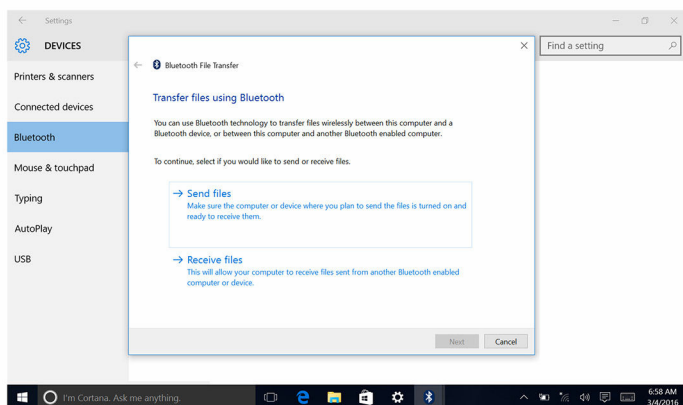 Settings
DEVICES
Find a setting
Printers & scanners
Connected devices
Bluetooth
Mouse & touchpad
Typing
AutoPlay
USB
Bluetooth File Transfer
Transfer files using Bluetooth
You can use Bluetooth technology to transfer files wirelessly between this computer and a
Bluetooth device, or between this computer and another Bluetooth enabled computer.
To continue, select if you would like to send or receive files.
Send files
Make sure the computer or device where you plan to send the files is turned on and
ready to receive them.
Receive files
This will allow your computer to receive files sent from another Bluetooth enabled
computer or device.
Next
Cancel
I'm Cortana. Ask me anything.
6:58 AM
3/4/2016